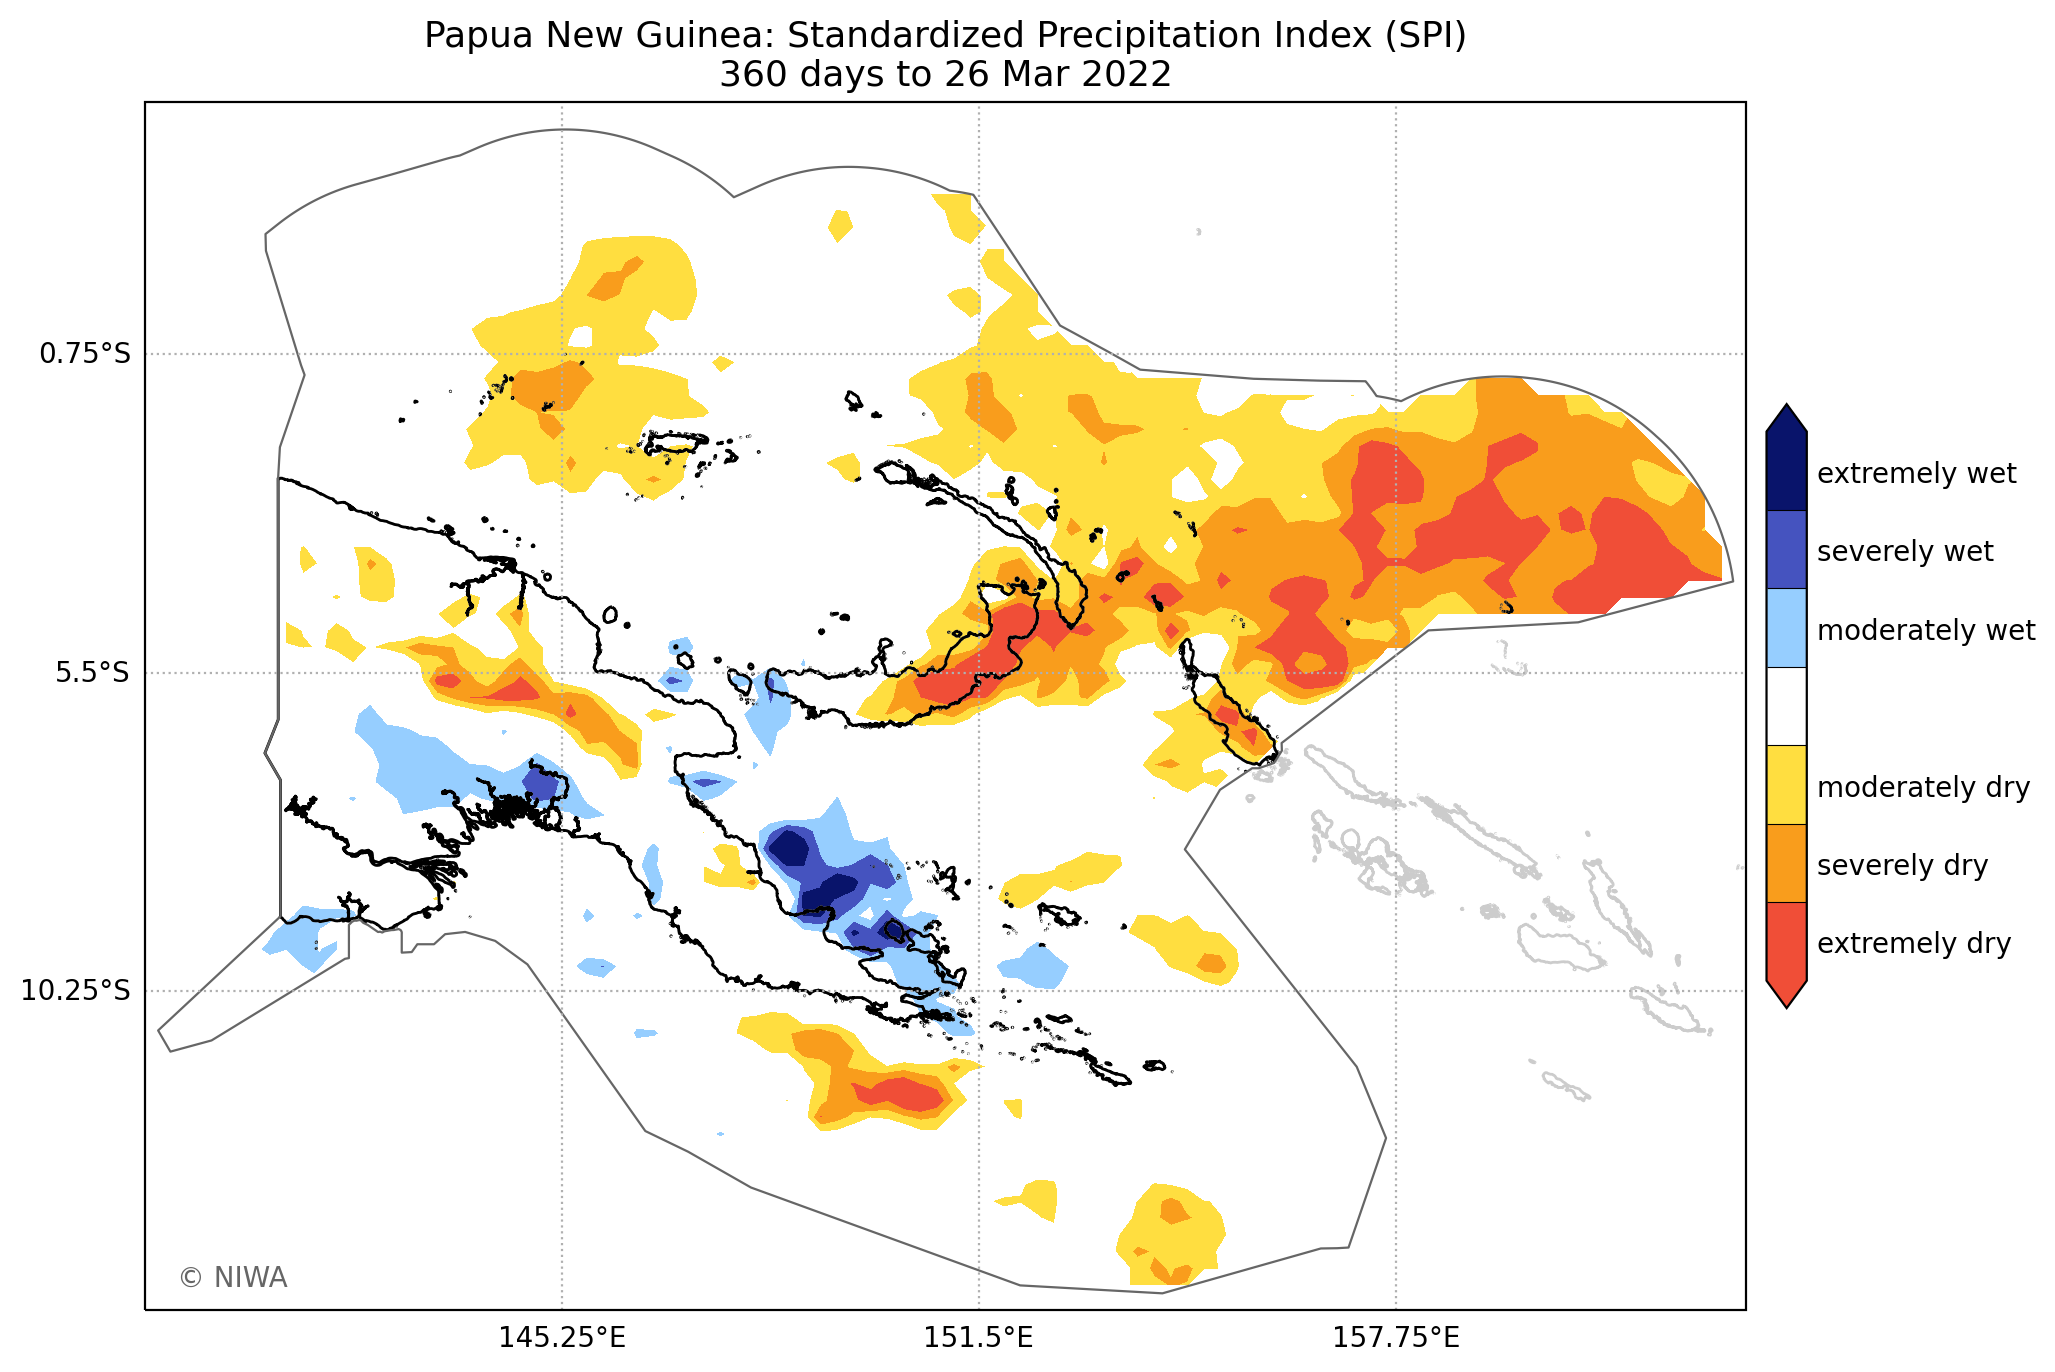 Papua New Guinea: Standardized Precipitation Index (SPI)
360 days to 26 Mar 2022
0.75°S
5.5°S
10.25°S
145.25°E
151.5°E
157.75°E
extremely wet
severely wet
moderately wet
moderately dry
severely dry
extremely dry
© NIWA